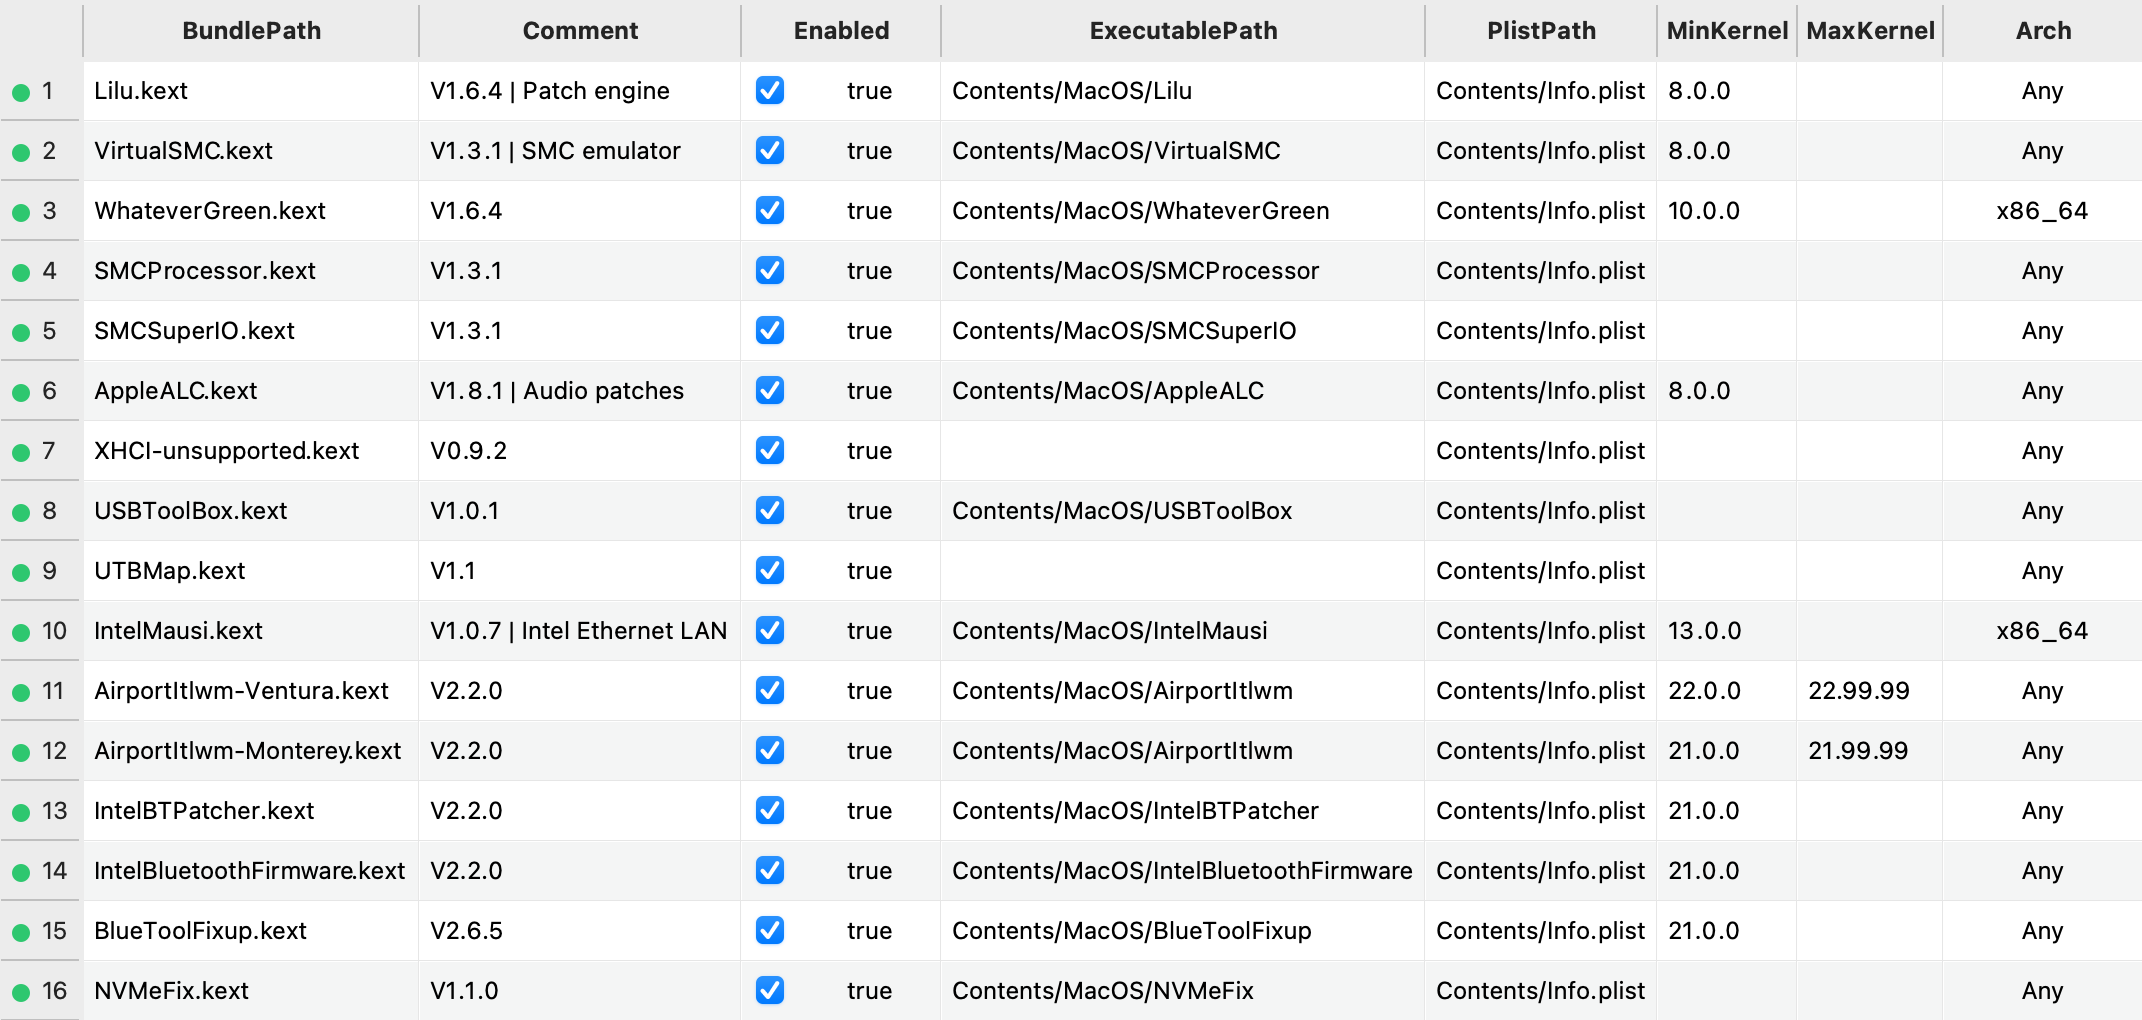 BundlePath Comment Enabled ExecutablePath PlistPath MinKernel MaxKernel Arch
1 Lilu.kext V1.6.4 | Patch engine true Contents/MacOS/Lilu Contents/Info.plist 8.0.0 Any
2 VirtualSMC.kext V1.3.1 | SMC emulator true Contents/MacOS/VirtualSMC Contents/Info.plist 8.0.0 Any
3 WhateverGreen.kext V1.6.4 true Contents/MacOS/WhateverGreen Contents/Info.plist 10.0.0 x86_64
4 SMCProcessor.kext V1.3.1 true Contents/MacOS/SMCProcessor Contents/Info.plist Any
5 SMCSuperIO.kext V1.3.1 true Contents/MacOS/SMCSuperIO Contents/Info.plist Any
6 AppleALC.kext V1.8.1 | Audio patches true Contents/MacOS/AppleALC Contents/Info.plist 8.0.0 Any
7 XHCI-unsupported.kext V0.9.2 true Contents/Info.plist Any
8 USBToolBox.kext V1.0.1 true Contents/MacOS/USBToolBox Contents/Info.plist Any
9 UTBMap.kext V1.1 true Contents/Info.plist Any
10 IntelMausi.kext V1.0.7 | Intel Ethernet LAN true Contents/MacOS/IntelMausi Contents/Info.plist 13.0.0 x86_64
11 AirportItlwm-Ventura.kext V2.2.0 true Contents/MacOS/AirportItlwm Contents/Info.plist 22.0.0 22.99.99 Any
12 AirportItlwm-Monterey.kext V2.2.0 true Contents/MacOS/AirportItlwm Contents/Info.plist 21.0.0 21.99.99 Any
13 IntelBTPatcher.kext V2.2.0 true Contents/MacOS/IntelBTPatcher Contents/Info.plist 21.0.0 Any
14 IntelBluetoothFirmware.kext V2.2.0 true Contents/MacOS/IntelBluetoothFirmware Contents/Info.plist 21.0.0 Any
15 BlueToolFixup.kext V2.6.5 true Contents/MacOS/BlueToolFixup Contents/Info.plist 21.0.0 Any
16 NVMeFix.kext V1.1.0 true Contents/MacOS/NVMeFix Contents/Info.plist Any